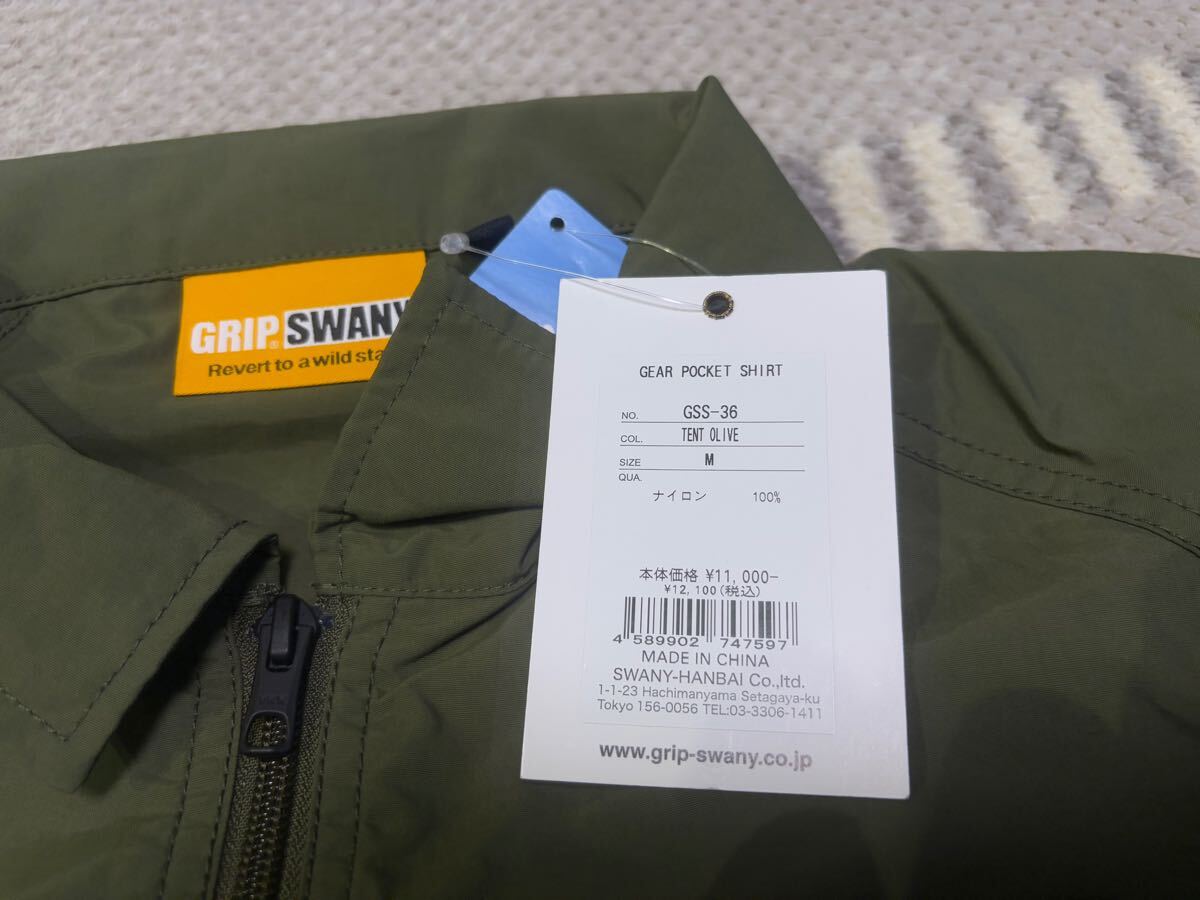 GRIP® SWANY
Revert to a wild
GEAR POCKET SHIRT
NO. GSS-36
COL. TENT OLIVE
SIZE M
QUA.
ナイロン 100%
本体価格 ¥11,000-
¥12,100(税込)
4 589902 747597
MADE IN CHINA
SWANY-HANBAI Co.,ltd.
1-1-23 Hachimanyama Setagaya-ku
Tokyo 156-0056 TEL:03-3306-1411
www.grip-swany.co.jp